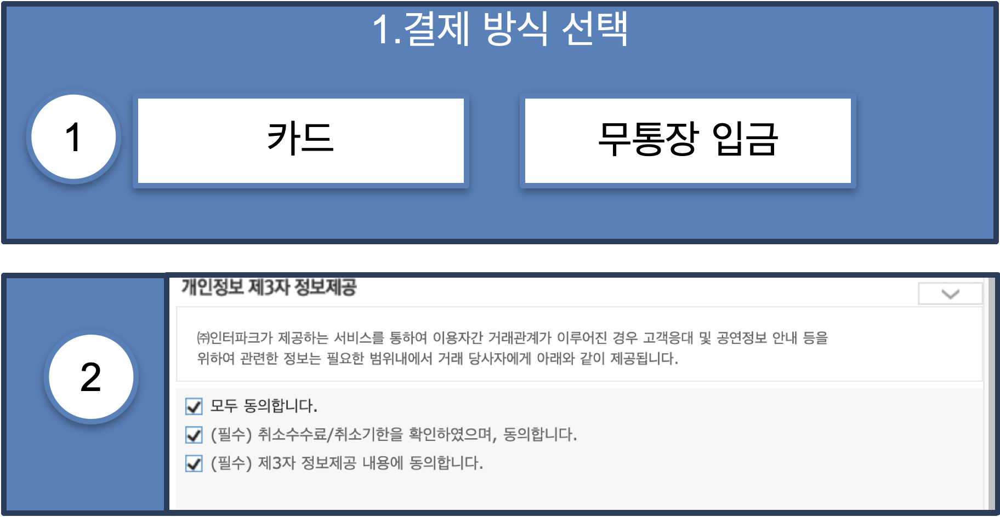 1.결제 방식 선택
1
카드
무통장 입금
2
개인정보 제3자 정보제공
㈜인터파크가 제공하는 서비스를 통하여 이용자간 거래관계가 이루어진 경우 고객응대 및 공연정보 안내 등을
위하여 관련한 정보는 필요한 범위내에서 거래 당사자에게 아래와 같이 제공됩니다.
모두 동의합니다.
(필수) 취소수수료/취소기한을 확인하였으며, 동의합니다.
(필수) 제3자 정보제공 내용에 동의합니다.